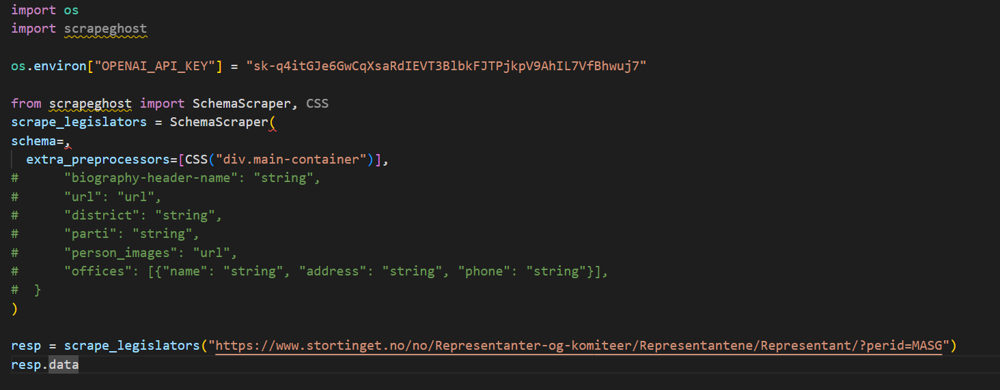 import os
import scrapeghost
os.environ["OPENAI_API_KEY"] = "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"
from scrapeghost import SchemaScraper, CSS
scrape_legislators = SchemaScraper(
schema=,
  extra_preprocessors=[CSS("div.main-container")],
#      "biography-header-name": "string",
#      "url": "url",
#      "district": "string",
#      "parti": "string",
#      "person_images": "url",
#      "offices": [{"name": "string", "address": "string", "phone": "string"}],
#  }
)
resp = scrape_legislators("https://www.stortinget.no/no/Representanter-og-komiteer/Representantene/Representant/?perid=MASG")
resp.data